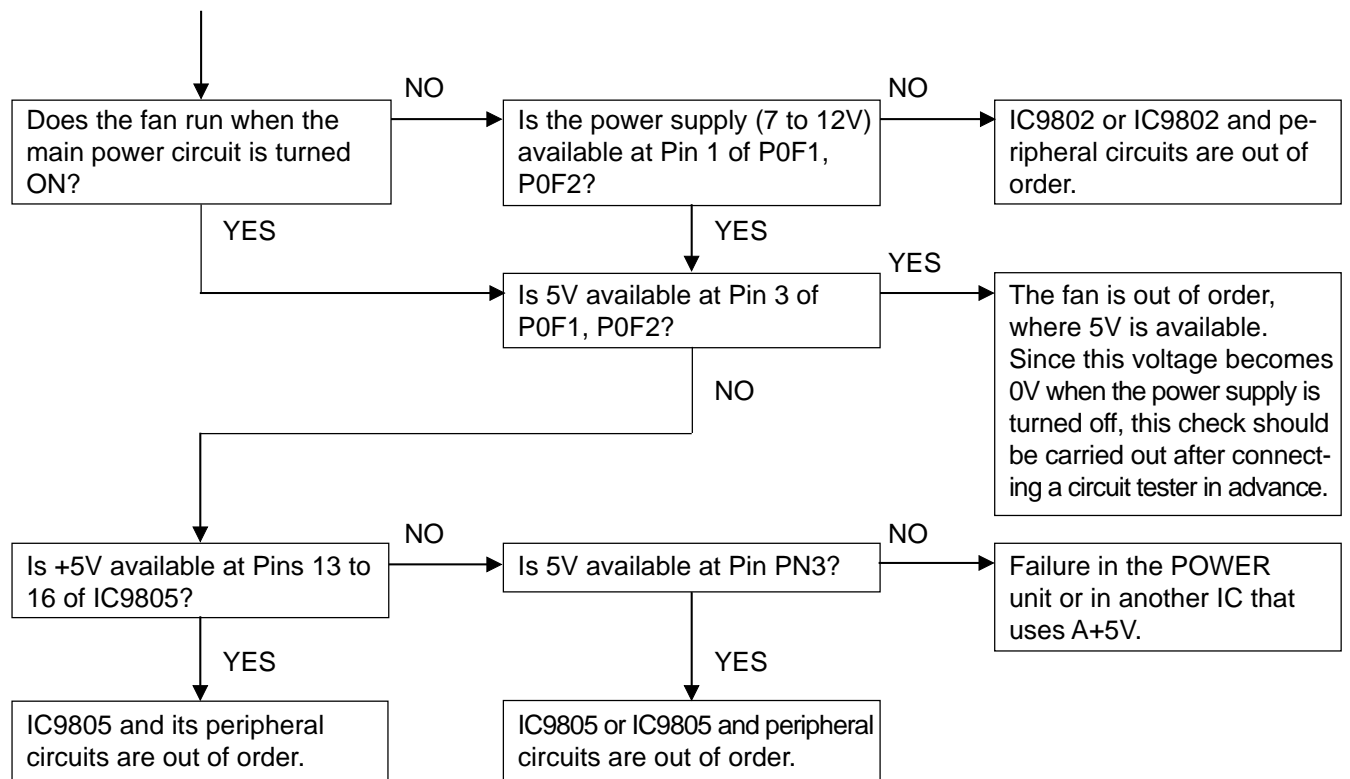 NO
NO
Does the fan run when the
main power circuit is turned
ON?
Is the power supply (7 to 12V)
available at Pin 1 of P0F1,
P0F2?
IC9802 or IC9802 and pe-
ripheral circuits are out of
order.
YES
YES
YES
Is 5V available at Pin 3 of
P0F1, P0F2?
The fan is out of order,
where 5V is available.
Since this voltage becomes
0V when the power supply is
turned off, this check should
be carried out after connect-
ing a circuit tester in advance.
NO
NO
NO
Is +5V available at Pins 13 to
16 of IC9805?
Is 5V available at Pin PN3?
Failure in the POWER
unit or in another IC that
uses A+5V.
YES
YES
IC9805 and its peripheral
circuits are out of order.
IC9805 or IC9805 and peripheral
circuits are out of order.